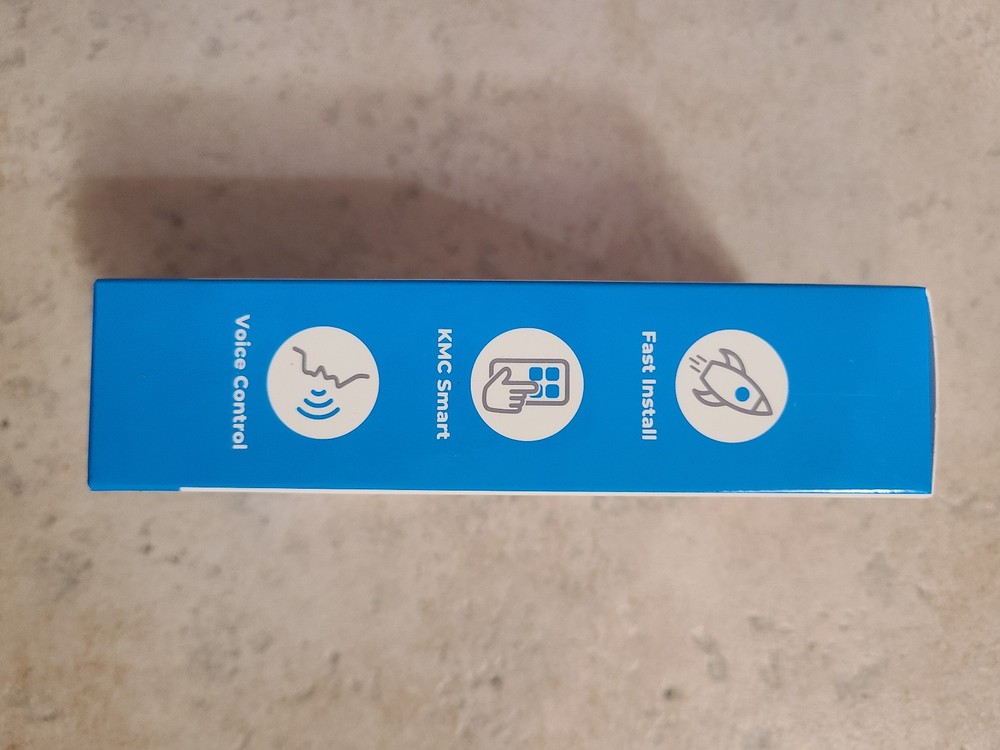 Fast Install
KMC Smart
Voice Control